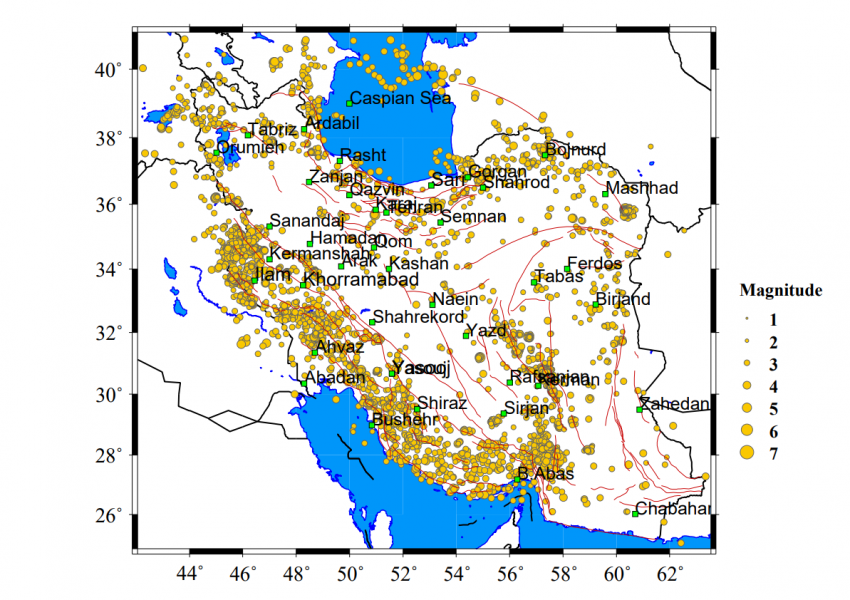 40°
Caspian Sea
38°
Tabriz
Ardabil
Orumieh
Rasht
Bojnurd
Zanjan
Qazvin
Sari
Gorgan
Shahrod
Mashhad
36°
Karaj
Tehran
Semnan
Sanandaj
Hamadan
Qom
Kermanshah
Arak
Kashan
Ferdos
34°
Ilam
Khorramabad
Tabas
Naein
Birjand
Shahrekord
32°
Yazd
Ahvaz
Yasouj
Abadan
Rafsanjan
Kerman
30°
Shiraz
Sirjan
Zahedan
Bushehr
28°
B Abas
26°
Chabahar
44° 46° 48° 50° 52° 54° 56° 58° 60° 62°
Magnitude
1
2
3
4
5
6
7